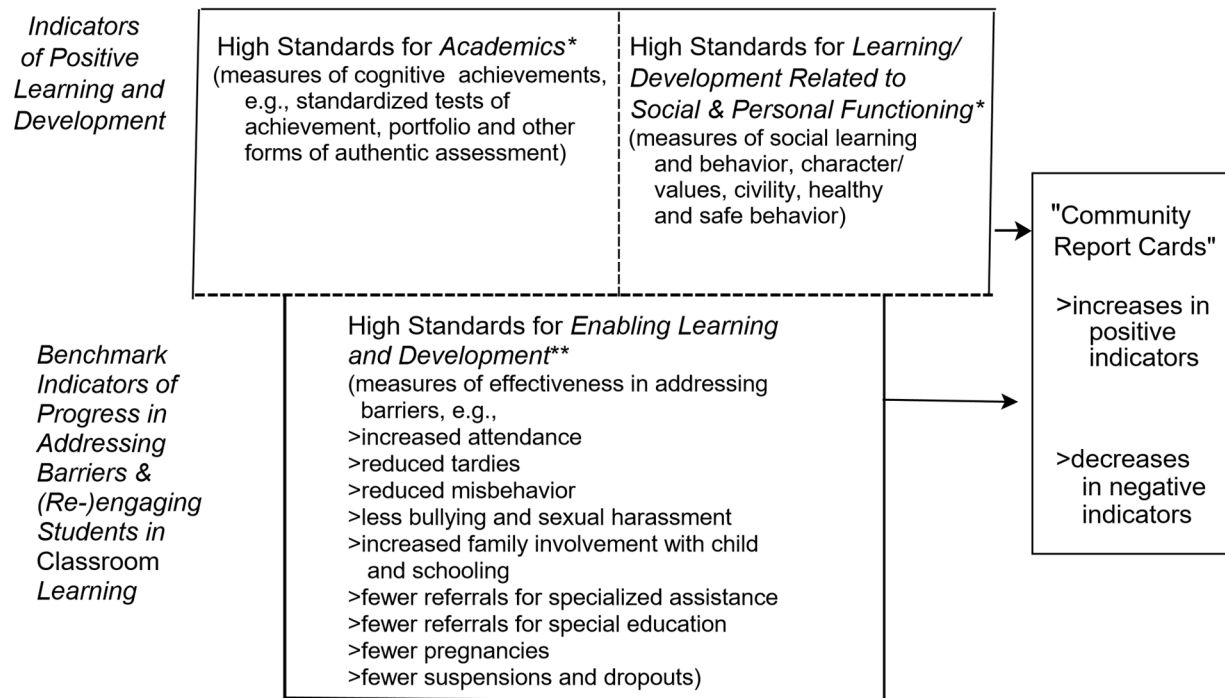 Indicators
of Positive
Learning and
Development
High Standards for Academics*
(measures of cognitive achievements,
e.g., standardized tests of
achievement, portfolio and other
forms of authentic assessment)
High Standards for Learning/
Development Related to
Social & Personal Functioning*
(measures of social learning
and behavior, character/
values, civility, healthy
and safe behavior)
"Community
Report Cards"
>increases in
positive
indicators
>decreases
in negative
indicators
Benchmark
Indicators of
Progress in
Addressing
Barriers &
(Re-)engaging
Students in
Classroom
Learning
High Standards for Enabling Learning
and Development**
(measures of effectiveness in addressing
barriers, e.g.,
>increased attendance
>reduced tardies
>reduced misbehavior
>less bullying and sexual harassment
>increased family involvement with child
and schooling
>fewer referrals for specialized assistance
>fewer referrals for special education
>fewer pregnancies
>fewer suspensions and dropouts)